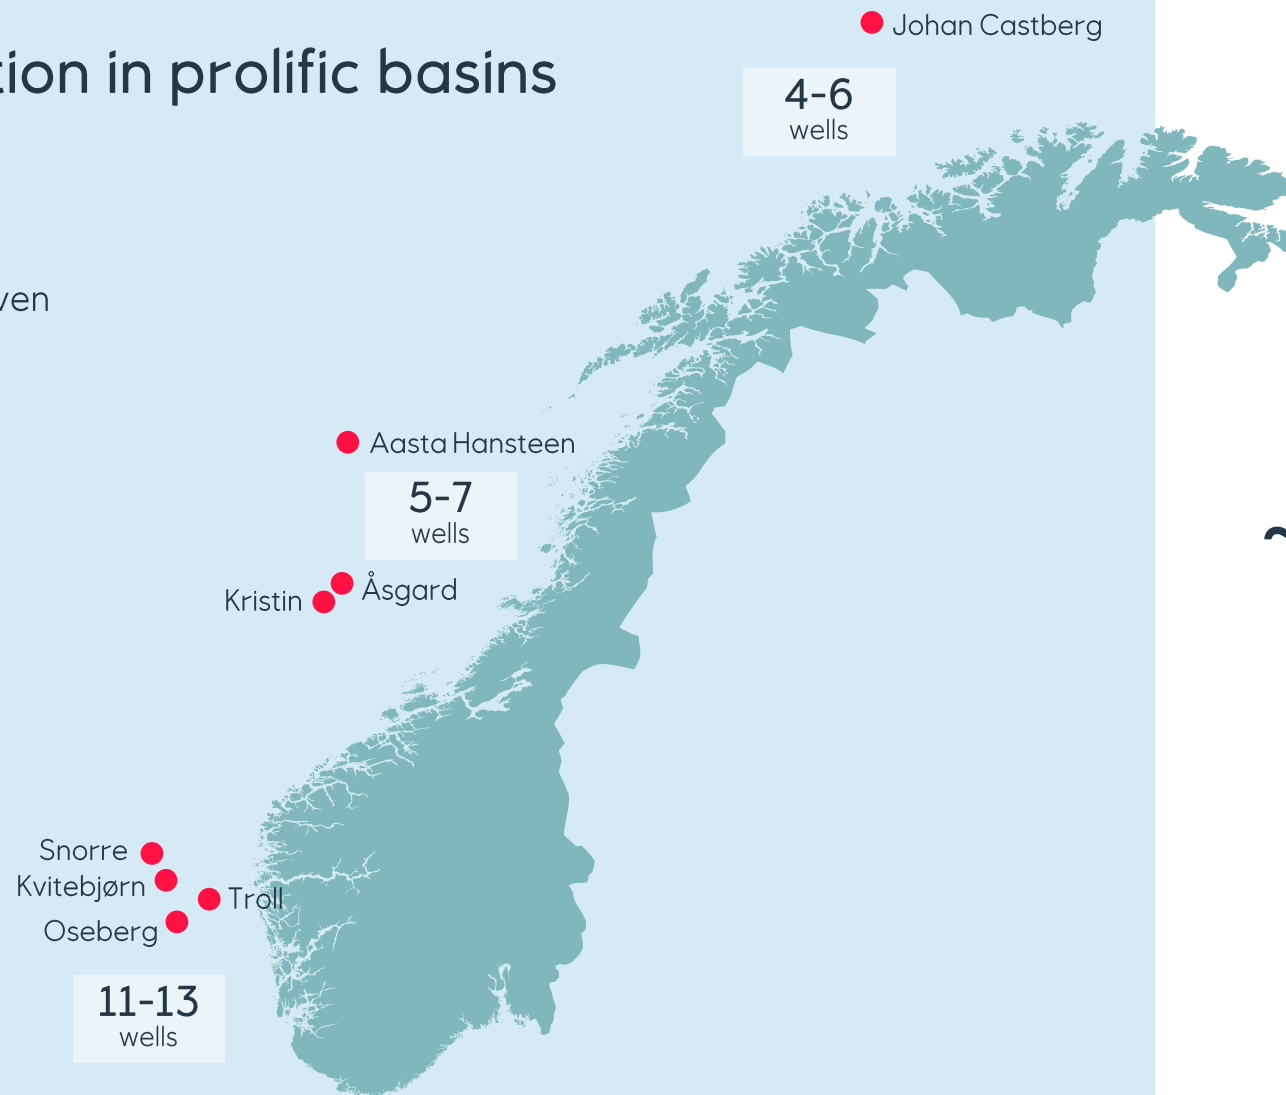 Johan Castberg
tion in prolific basins
4-6
wells
ven
Aasta Hansteen
5-7
wells
Åsgard
Kristin
Snorre
Kvitebjørn
Troll
Oseberg
11-13
wells